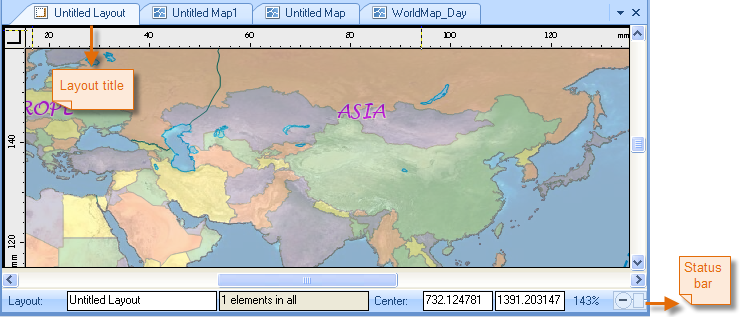 Untitled Layout Untitled Map1 Untitled Map WorldMap_Day
20 40 60 80 100 120 mm
Layout title
ROPE
ASIA
140
120
mm
Status
bar
Layout: Untitled Layout 1 elements in all Center: 732.124781 1391.203147 143%